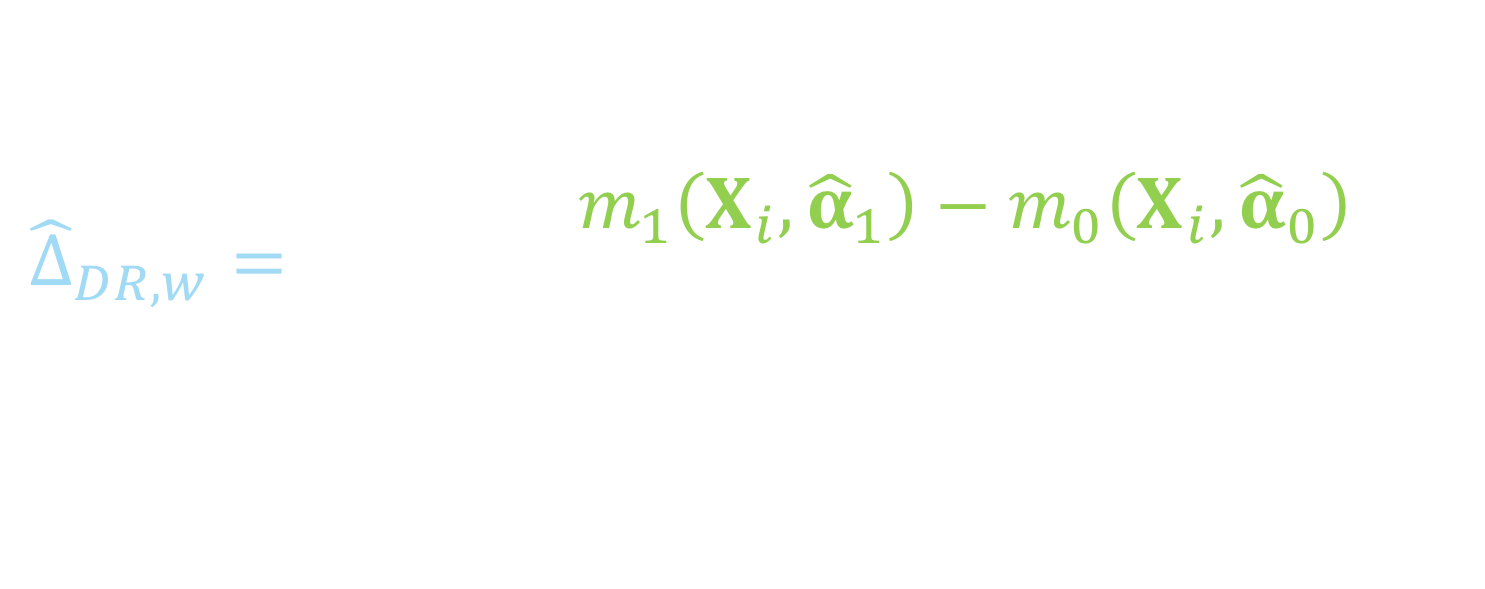 m₁(𝐗ᵢ, 𝛂̂₁) − m₀(𝐗ᵢ, 𝛂̂₀)
Δ̂_{DR,w} =